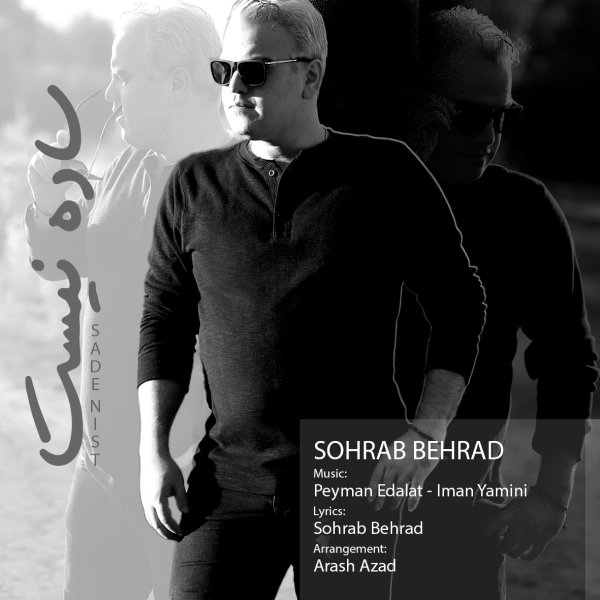 ساده نیست
SADE NIST
SOHRAB BEHRAD
Music:
Peyman Edalat - Iman Yamini
Lyrics:
Sohrab Behrad
Arrangement:
Arash Azad